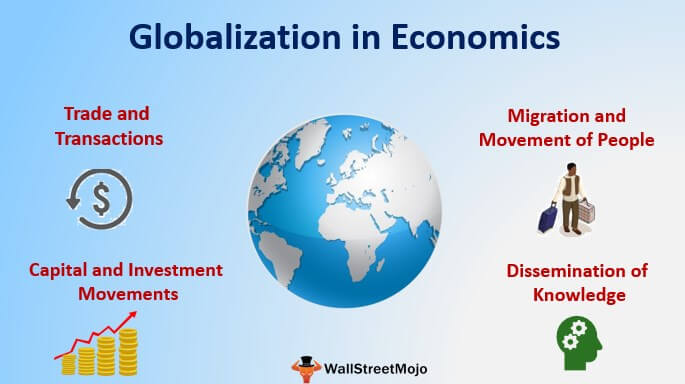 Globalization in Economics
Trade and
Transactions
$
Migration and
Movement of People
Capital and Investment
Movements
Dissemination of
Knowledge
WallStreetMojo